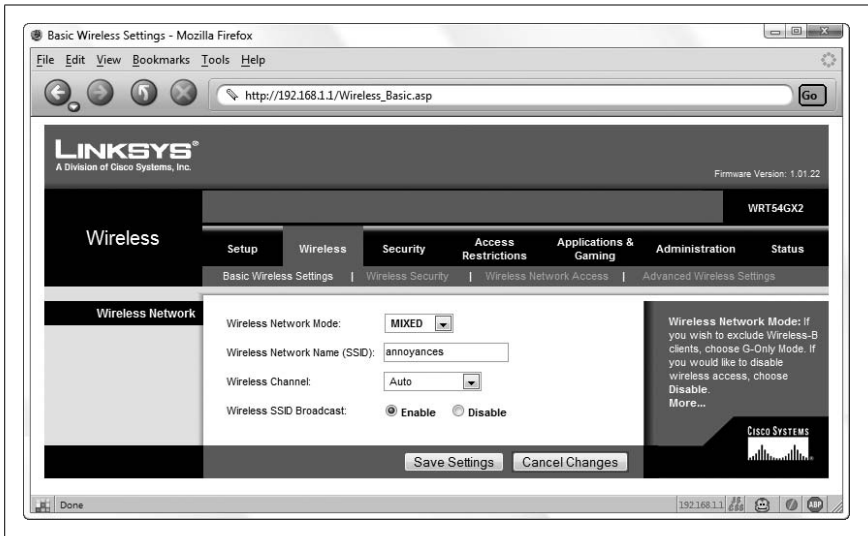 Basic Wireless Settings - Mozilla Firefox
File Edit View Bookmarks Tools Help
http://192.168.1.1/Wireless_Basic.asp
Go
LINKSYS®
A Division of Cisco Systems, Inc.
Firmware Version: 1.01.22
WRT54GX2
Wireless
Setup Wireless Security Access Restrictions Applications & Gaming Administration Status
Basic Wireless Settings | Wireless Security | Wireless Network Access | Advanced Wireless Settings
Wireless Network
Wireless Network Mode: MIXED
Wireless Network Name (SSID): annoyances
Wireless Channel: Auto
Wireless SSID Broadcast: Enable Disable
Wireless Network Mode: If
you wish to exclude Wireless-B
clients, choose G-Only Mode. If
you would like to disable
wireless access, choose
Disable.
More...
CISCO SYSTEMS
Save Settings Cancel Changes
Done
192.168.1.1
ABP